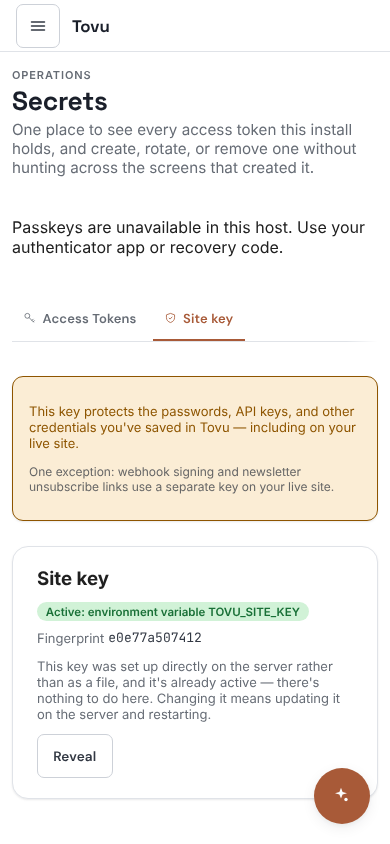 Tovu
OPERATIONS
Secrets
One place to see every access token this install
holds, and create, rotate, or remove one without
hunting across the screens that created it.
Passkeys are unavailable in this host. Use your
authenticator app or recovery code.
Access Tokens
Site key
This key protects the passwords, API keys, and other
credentials you've saved in Tovu — including on your
live site.
One exception: webhook signing and newsletter
unsubscribe links use a separate key on your live site.
Site key
Active: environment variable TOVU_SITE_KEY
Fingerprint e0e77a507412
This key was set up directly on the server rather
than as a file, and it's already active — there's
nothing to do here. Changing it means updating it
on the server and restarting.
Reveal